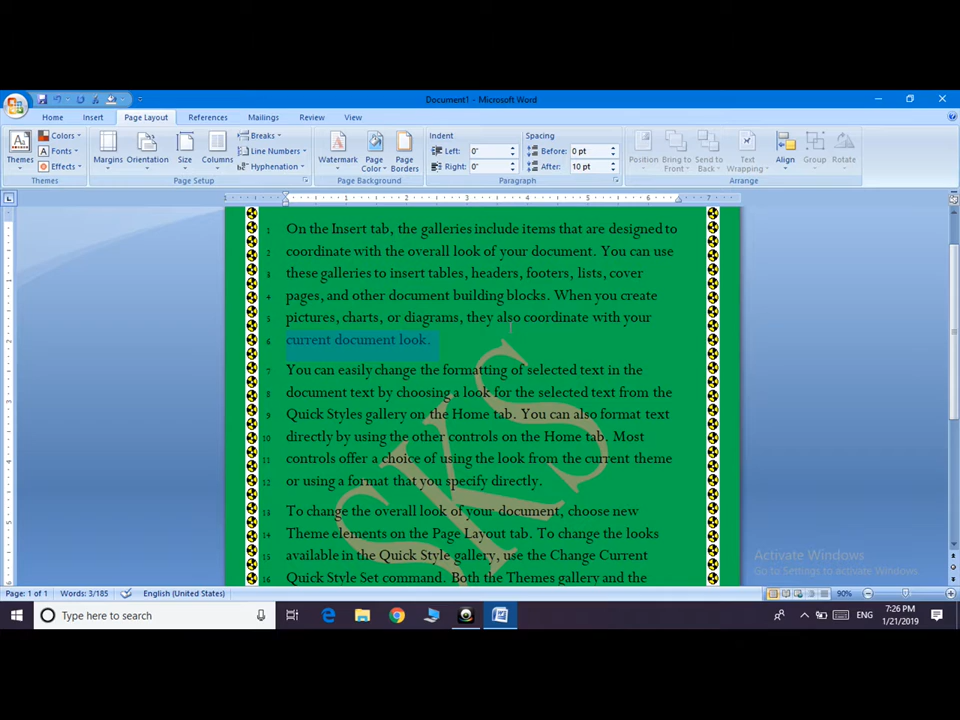 Document1 - Microsoft Word
Home Insert Page Layout References Mailings Review View
Themes Colors Fonts Effects Themes
Margins Orientation Size Columns Breaks Line Numbers Hyphenation Page Setup
Watermark Page Color Page Borders Page Background
Indent Left: 0" Right: 0" Spacing Before: 0 pt After: 10 pt Paragraph
Position Bring to Front Send to Back Text Wrapping Align Group Rotate Arrange
1 On the Insert tab, the galleries include items that are designed to
2 coordinate with the overall look of your document. You can use
3 these galleries to insert tables, headers, footers, lists, cover
4 pages, and other document building blocks. When you create
5 pictures, charts, or diagrams, they also coordinate with your
6 current document look.
7 You can easily change the formatting of selected text in the
8 document text by choosing a look for the selected text from the
9 Quick Styles gallery on the Home tab. You can also format text
10 directly by using the other controls on the Home tab. Most
11 controls offer a choice of using the look from the current theme
12 or using a format that you specify directly.
13 To change the overall look of your document, choose new
14 Theme elements on the Page Layout tab. To change the looks
15 available in the Quick Style gallery, use the Change Current
16 Quick Style Set command. Both the Themes gallery and the
SKS
Activate Windows
Go to Settings to activate Windows.
Page: 1 of 1 Words: 3/185 English (United States) 90%
Type here to search
ENG
7:26 PM
1/21/2019